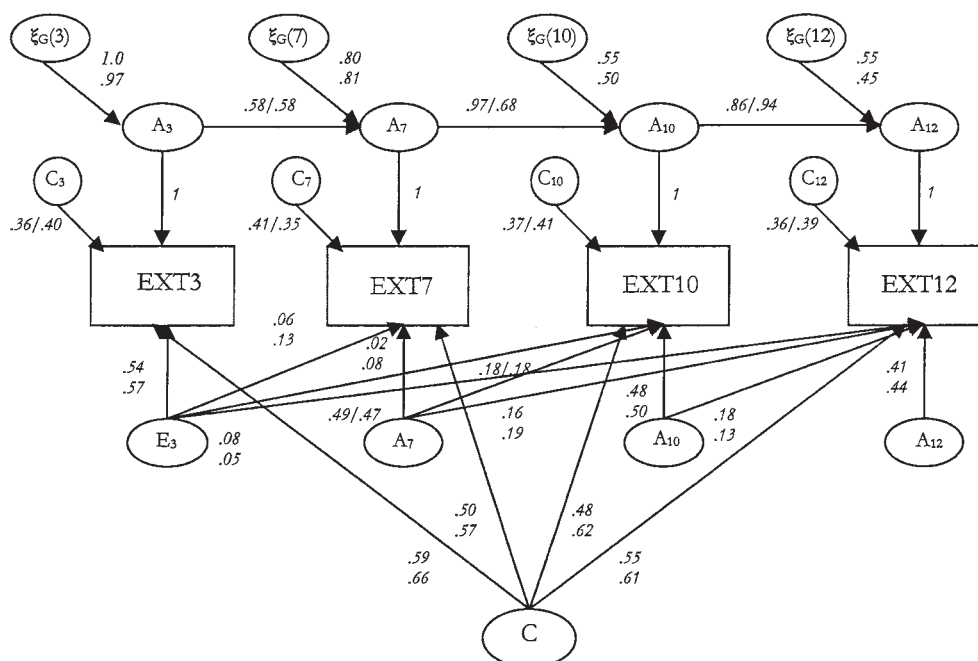 ξG(3) ξG(7) ξG(10) ξG(12)
1.0 .80 .55 .55
.97 .81 .50 .45
.58/.58 .97/.68 .86/.94
A3 A7 A10 A12
C3 C7 C10 C12
1 1 1 1
.36/.40 .41/.35 .37/.41 .36/.39
EXT3 EXT7 EXT10 EXT12
.06
.13
.02
.08
.54 .18/.18 .41
.57 .44
.48
.50
.49/.47 .16 .18
.19 .13
E3 A7 A10 A12
.08
.05
.50 .48
.57 .62
.59 .55
.66 .61
C